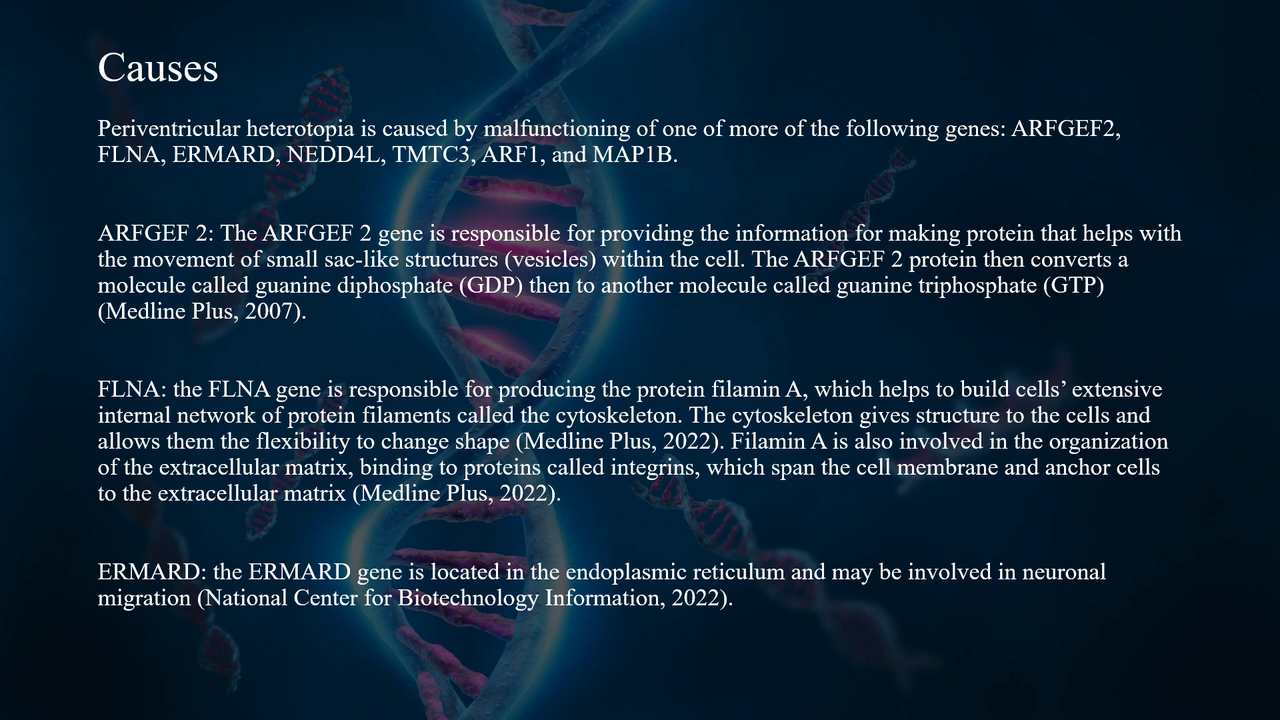 Causes
Periventricular heterotopia is caused by malfunctioning of one of more of the following genes: ARFGEF2,
FLNA, ERMARD, NEDD4L, TMTC3, ARF1, and MAP1B.
ARFGEF 2: The ARFGEF 2 gene is responsible for providing the information for making protein that helps with
the movement of small sac-like structures (vesicles) within the cell. The ARFGEF 2 protein then converts a
molecule called guanine diphosphate (GDP) then to another molecule called guanine triphosphate (GTP)
(Medline Plus, 2007).
FLNA: the FLNA gene is responsible for producing the protein filamin A, which helps to build cells’ extensive
internal network of protein filaments called the cytoskeleton. The cytoskeleton gives structure to the cells and
allows them the flexibility to change shape (Medline Plus, 2022). Filamin A is also involved in the organization
of the extracellular matrix, binding to proteins called integrins, which span the cell membrane and anchor cells
to the extracellular matrix (Medline Plus, 2022).
ERMARD: the ERMARD gene is located in the endoplasmic reticulum and may be involved in neuronal
migration (National Center for Biotechnology Information, 2022).